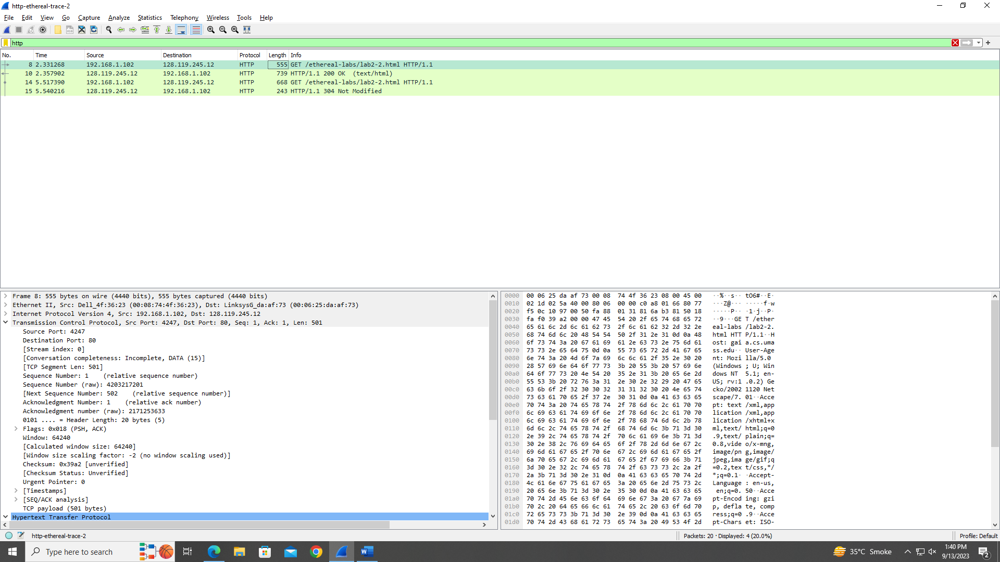 http-ethereal-trace-2
File Edit View Go Capture Analyze Statistics Telephony Wireless Tools Help
http
No. Time Source Destination Protocol Length Info
8 2.331268 192.168.1.102 128.119.245.12 HTTP 555 GET /ethereal-labs/lab2-2.html HTTP/1.1
10 2.357902 128.119.245.12 192.168.1.102 HTTP 739 HTTP/1.1 200 OK (text/html)
14 5.517390 192.168.1.102 128.119.245.12 HTTP 668 GET /ethereal-labs/lab2-2.html HTTP/1.1
15 5.540216 128.119.245.12 192.168.1.102 HTTP 243 HTTP/1.1 304 Not Modified
Frame 8: 555 bytes on wire (4440 bits), 555 bytes captured (4440 bits)
Ethernet II, Src: Dell_4f:36:23 (00:08:74:4f:36:23), Dst: LinksysG_da:af:73 (00:06:25:da:af:73)
Internet Protocol Version 4, Src: 192.168.1.102, Dst: 128.119.245.12
Transmission Control Protocol, Src Port: 4247, Dst Port: 80, Seq: 1, Ack: 1, Len: 501
Source Port: 4247
Destination Port: 80
[Stream index: 0]
[Conversation completeness: Incomplete, DATA (15)]
[TCP Segment Len: 501]
Sequence Number: 1 (relative sequence number)
Sequence Number (raw): 4203217201
[Next Sequence Number: 502 (relative sequence number)]
Acknowledgment Number: 1 (relative ack number)
Acknowledgment number (raw): 2171253633
0101 .... = Header Length: 20 bytes (5)
Flags: 0x018 (PSH, ACK)
Window: 64240
[Calculated window size: 64240]
[Window size scaling factor: -2 (no window scaling used)]
Checksum: 0x39a2 [unverified]
[Checksum Status: Unverified]
Urgent Pointer: 0
[Timestamps]
[SEQ/ACK analysis]
TCP payload (501 bytes)
Hypertext Transfer Protocol
0000 00 06 25 da af 73 00 08 74 4f 36 23 08 00 45 00 ··%··s·· tO6#··E·
0010 02 1d 02 5a 40 00 80 06 00 00 c0 a8 01 66 80 77 ···Z@··· ·····f·w
0020 f5 0c 10 97 00 50 fa 88 01 31 81 6a b3 81 50 18 ·····P·· ·1·j··P·
0030 fa f0 39 a2 00 00 47 45 54 20 2f 65 74 68 65 72 ··9···GE T /ether
0040 65 61 6c 2d 6c 61 62 73 2f 6c 61 62 32 2d 32 2e eal-labs /lab2-2.
0050 68 74 6d 6c 20 48 54 54 50 2f 31 2e 31 0d 0a 48 html HTT P/1.1··H
0060 6f 73 74 3a 20 67 61 69 61 2e 63 73 2e 75 6d 61 ost: gai a.cs.uma
0070 73 73 2e 65 64 75 0d 0a 55 73 65 72 2d 41 67 65 ss.edu·· User-Age
0080 6e 74 3a 20 4d 6f 7a 69 6c 6c 61 2f 35 2e 30 20 nt: Mozi lla/5.0
0090 28 57 69 6e 64 6f 77 73 3b 20 55 3b 20 57 69 6e (Windows ; U; Win
00a0 64 6f 77 73 20 4e 54 20 35 2e 31 3b 20 65 6e 2d dows NT 5.1; en-
00b0 55 53 3b 20 72 76 3a 31 2e 30 2e 32 29 20 47 65 US; rv:1 .0.2) Ge
00c0 63 6b 6f 2f 32 30 30 32 31 31 32 30 20 4e 65 74 cko/2002 1120 Net
00d0 73 63 61 70 65 2f 37 2e 30 31 0d 0a 41 63 63 65 scape/7. 01··Acce
00e0 70 74 3a 20 74 65 78 74 2f 78 6d 6c 2c 61 70 70 pt: text /xml,app
00f0 6c 69 63 61 74 69 6f 6e 2f 78 6d 6c 2c 61 70 70 lication /xml,app
0100 6c 69 63 61 74 69 6f 6e 2f 78 68 74 6d 6c 2b 78 lication /xhtml+x
0110 6d 6c 2c 74 65 78 74 2f 68 74 6d 6c 3b 71 3d 30 ml,text/ html;q=0
0120 2e 39 2c 74 65 78 74 2f 70 6c 61 69 6e 3b 71 3d .9,text/ plain;q=
0130 30 2e 38 2c 76 69 64 65 6f 2f 78 2d 6d 6e 67 2c 0.8,vide o/x-mng,
0140 69 6d 61 67 65 2f 70 6e 67 2c 69 6d 61 67 65 2f image/pn g,image/
0150 6a 70 65 67 2c 69 6d 61 67 65 2f 67 69 66 3b 71 jpeg,ima ge/gif;q
0160 3d 30 2e 32 2c 74 65 78 74 2f 63 73 73 2c 2a 2f =0.2,tex t/css,*/
0170 2a 3b 71 3d 30 2e 31 0d 0a 41 63 63 65 70 74 2d *;q=0.1· ·Accept-
0180 4c 61 6e 67 75 61 67 65 3a 20 65 6e 2d 75 73 2c Language : en-us,
0190 20 65 6e 3b 71 3d 30 2e 35 30 0d 0a 41 63 63 65 en;q=0. 50··Acce
01a0 70 74 2d 45 6e 63 6f 64 69 6e 67 3a 20 67 7a 69 pt-Encod ing: gzi
01b0 70 2c 20 64 65 66 6c 61 74 65 2c 20 63 6f 6d 70 p, defla te, comp
01c0 72 65 73 73 3b 71 3d 30 2e 39 0d 0a 41 63 63 65 ress;q=0 .9··Acce
01d0 70 74 2d 43 68 61 72 73 65 74 3a 20 49 53 4f 2d pt-Chars et: ISO-
http-ethereal-trace-2
Packets: 20 · Displayed: 4 (20.0%)
Profile: Default
Type here to search
35°C Smoke
1:40 PM
9/13/2023
2